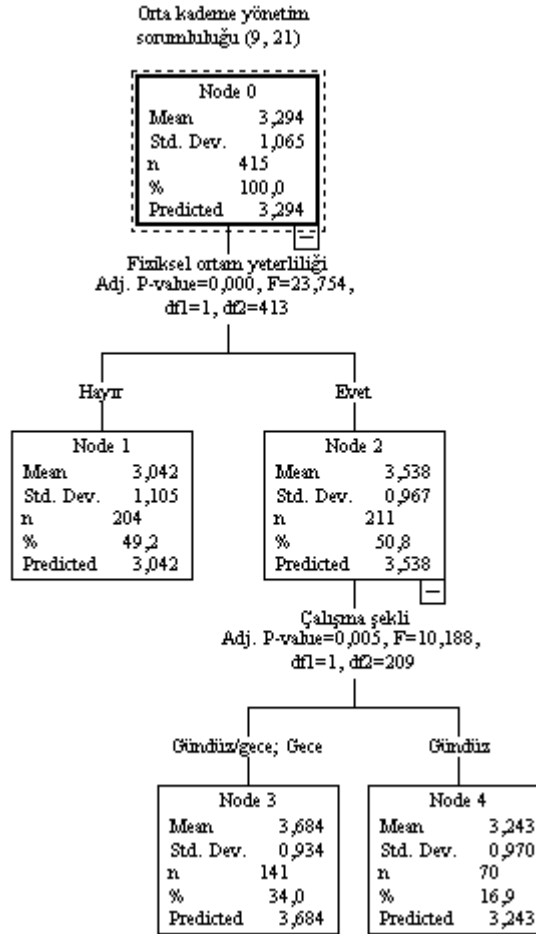 Orta kademe yönetim
sorumluluğu (9, 21)
Node 0
Mean 3,294
Std. Dev. 1,065
n 415
% 100,0
Predicted 3,294
Fiziksel ortam yeterliliği
Adj. P-value=0,000, F=23,754,
df1=1, df2=413
Hayır
Evet
Node 1
Mean 3,042
Std. Dev. 1,105
n 204
% 49,2
Predicted 3,042
Node 2
Mean 3,538
Std. Dev. 0,967
n 211
% 50,8
Predicted 3,538
Çalışma şekli
Adj. P-value=0,005, F=10,188,
df1=1, df2=209
Gündüz/gece; Gece
Gündüz
Node 3
Mean 3,684
Std. Dev. 0,934
n 141
% 34,0
Predicted 3,684
Node 4
Mean 3,243
Std. Dev. 0,970
n 70
% 16,9
Predicted 3,243